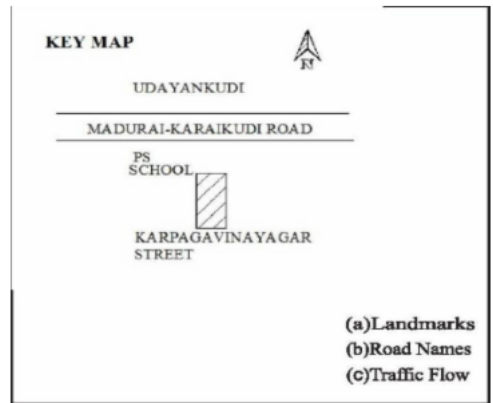 KEY MAP
N
UDAYANKUDI
MADURAI-KARAIKUDI ROAD
PS
SCHOOL
KARPAGAVINAYAGAR
STREET
(a)Landmarks
(b)Road Names
(c)Traffic Flow